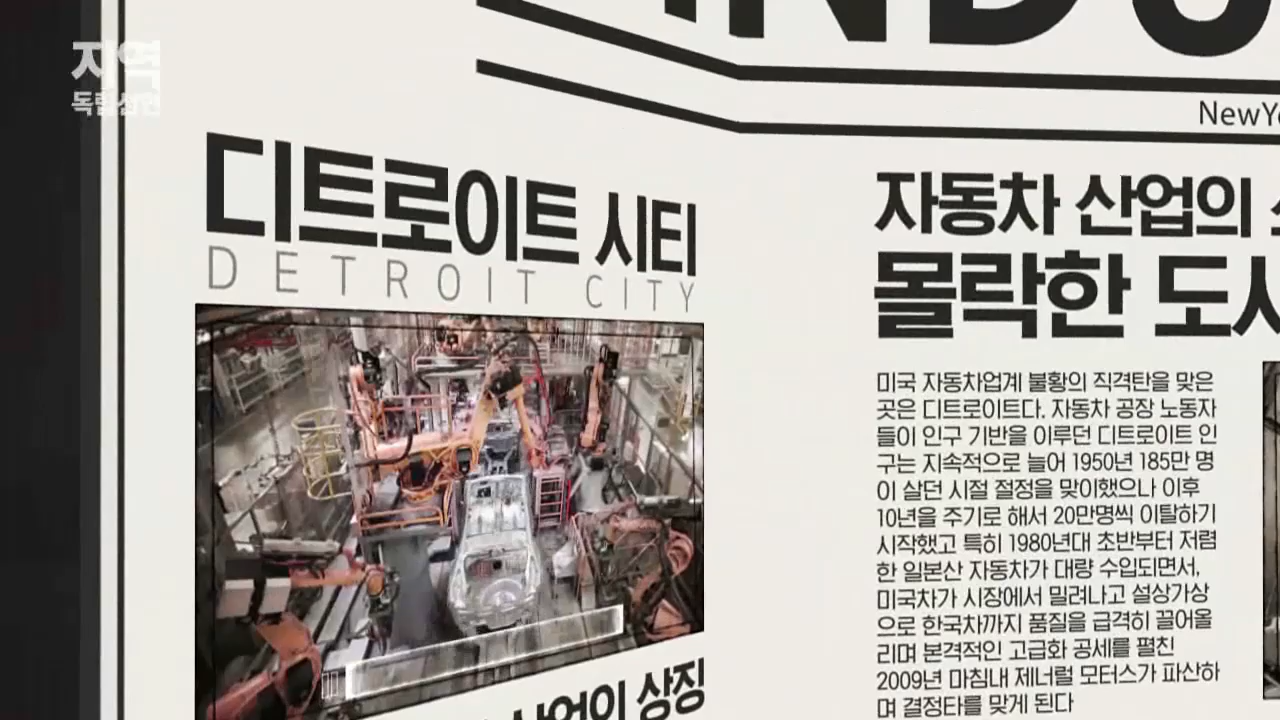 지역
독립선언
NewYo
디트로이트 시티
DETROIT CITY
산업이 상징
자동차 산업의
몰락한 도시
미국 자동차업계 불황의 직격탄을 맞은
곳은 디트로이트다. 자동차 공장 노동자
들이 인구 기반을 이루던 디트로이트 인
구는 지속적으로 늘어 1950년 185만 명
이 살던 시절 절정을 맞이했으나 이후
10년을 주기로 해서 20만명씩 이탈하기
시작했고 특히 1980년대 초반부터 저렴
한 일본산 자동차가 대량 수입되면서,
미국차가 시장에서 밀려나고 설상가상
으로 한국차까지 품질을 급격히 끌어올
리며 본격적인 고급화 공세를 펼친
2009년 마침내 제너럴 모터스가 파산하
며 결정타를 맞게 된다